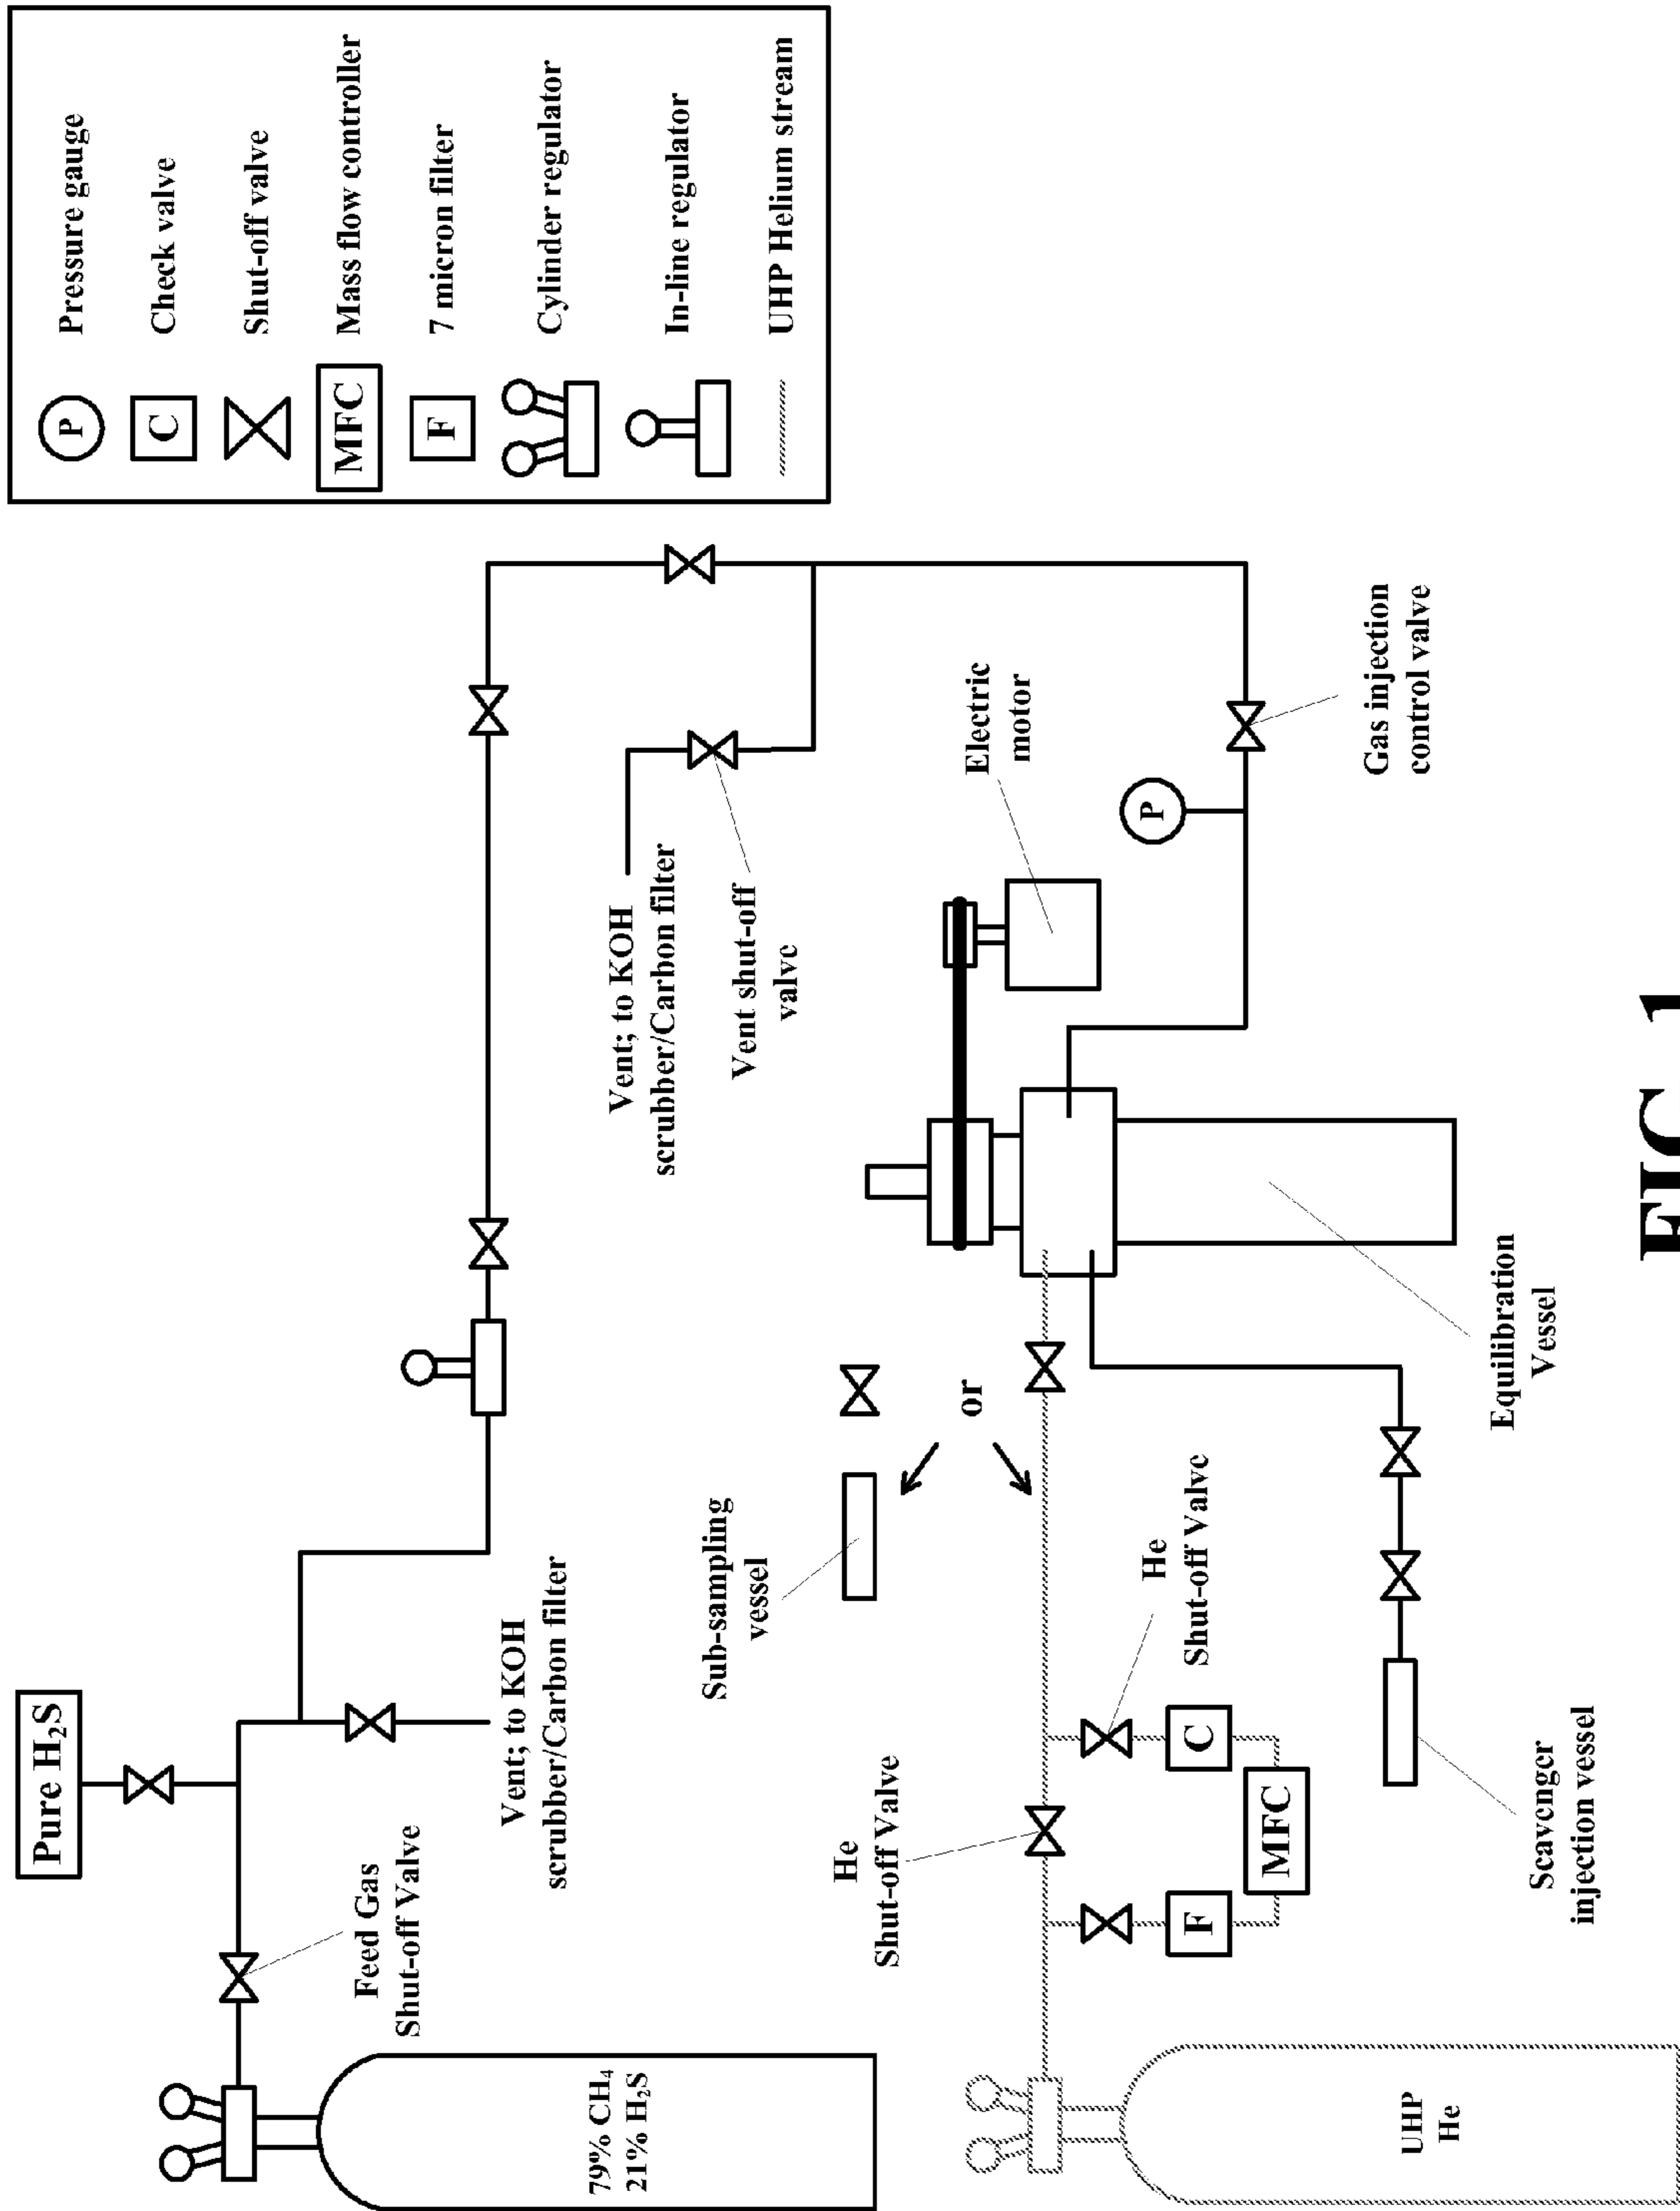 Pure H₂S
Feed Gas
Shut-off Valve
79% CH₄
21% H₂S
Vent; to KOH
scrubber/Carbon filter
Vent; to KOH
scrubber/Carbon filter
Vent shut-off
valve
P
Pressure gauge
C
Check valve
Shut-off valve
MFC
Mass flow controller
F
7 micron filter
Cylinder regulator
In-line regulator
UHP Helium stream
Sub-sampling
vessel
or
Electric
motor
P
Gas injection
control valve
He
Shut-off Valve
He
Shut-off Valve
F
MFC
C
UHP
He
Scavenger
injection vessel
Equilibration
Vessel
FIG. 1